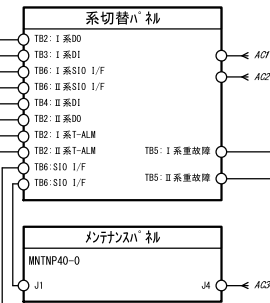 系切替パネル
TB2:Ⅰ系DO
TB3:Ⅰ系DI
TB6:Ⅰ系SIO I/F
TB6:Ⅱ系SIO I/F
TB4:Ⅱ系DI
TB2:Ⅱ系DO
TB2:Ⅰ系T-ALM
TB2:Ⅱ系T-ALM
TB6:SIO I/F
TB6:SIO I/F
AC1
AC2
TB5:Ⅰ系重故障
TB5:Ⅱ系重故障
メンテナンスパネル
MNTNP40-0
J1
J4
AC3